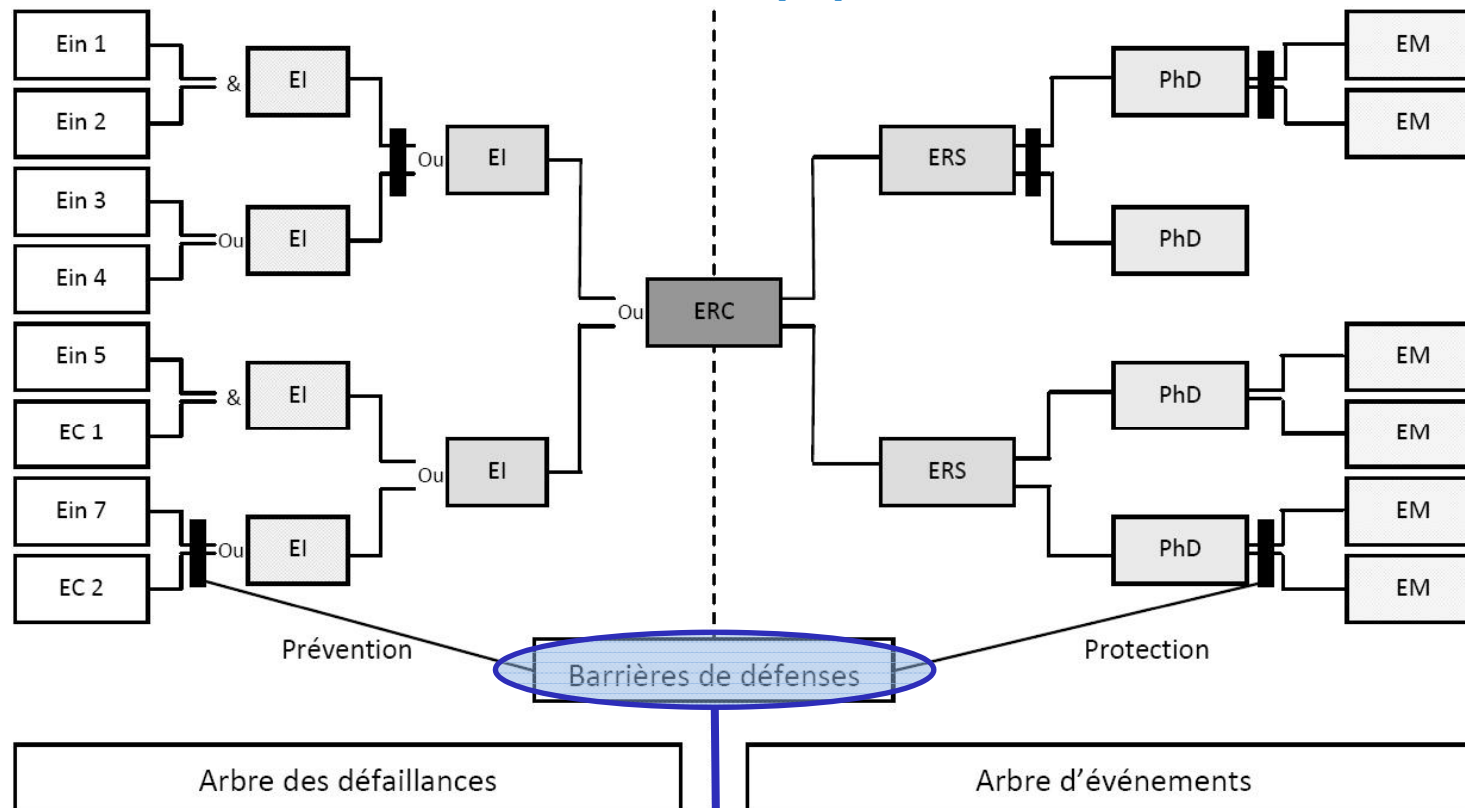 Ein 1
Ein 2
&
EI
Ein 3
Ein 4
Ou
EI
Ou
EI
Ein 5
EC 1
&
EI
Ein 7
EC 2
Ou
EI
Ou
EI
Ou
ERC
ERS
PhD
EM
EM
PhD
ERS
PhD
EM
EM
PhD
EM
EM
Prévention
Barrières de défenses
Protection
Arbre des défaillances
Arbre d'événements